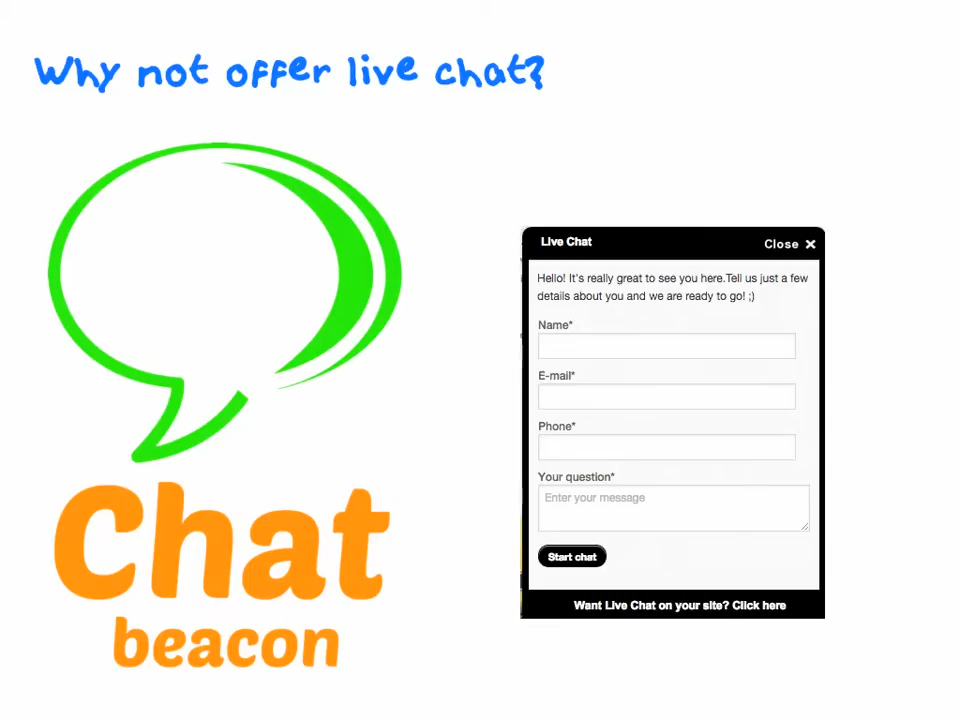 Why not offer live chat?
Chat
beacon
Live Chat
Close ✕
Hello! It's really great to see you here.Tell us just a few
details about you and we are ready to go! ;)
Name*
E-mail*
Phone*
Your question*
Enter your message
Start chat
Want Live Chat on your site? Click here